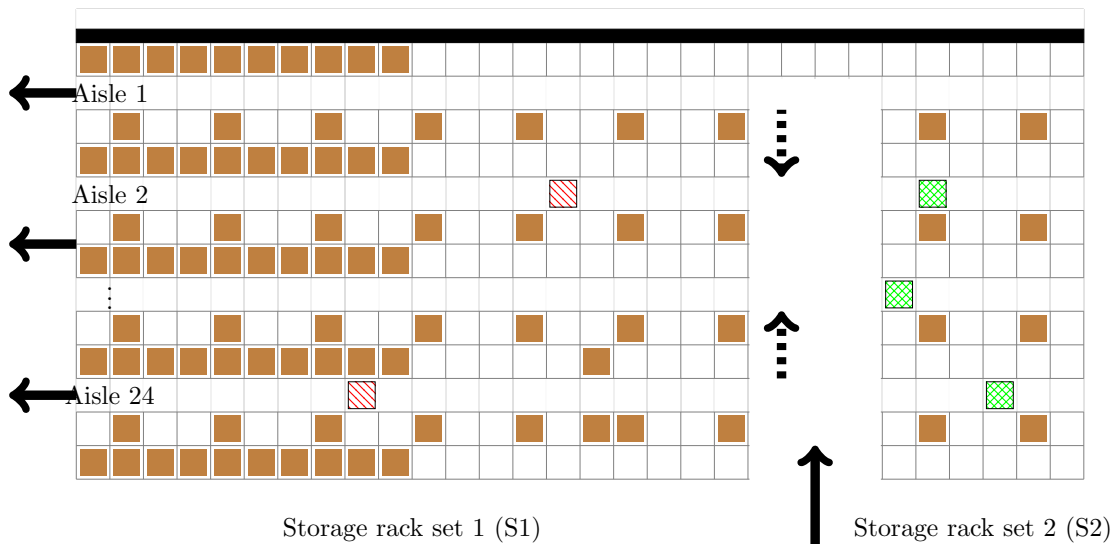 Aisle 1
Aisle 2
⋮
Aisle 24
Storage rack set 1 (S1)
Storage rack set 2 (S2)